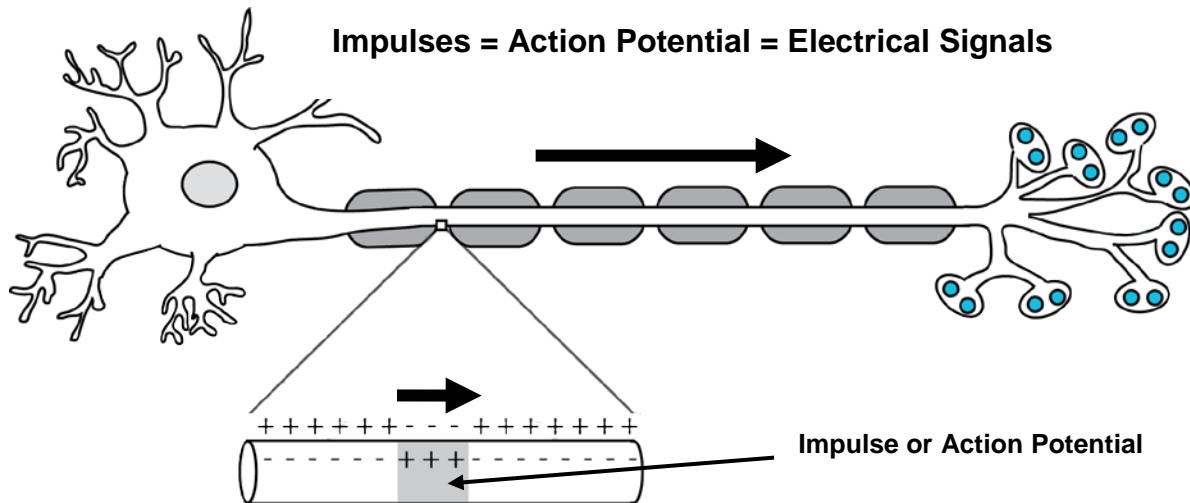 Impulses = Action Potential = Electrical Signals
+ + + + + + - - - + + + + + + + +
- - - - - - + + + - - - - - - - -
Impulse or Action Potential